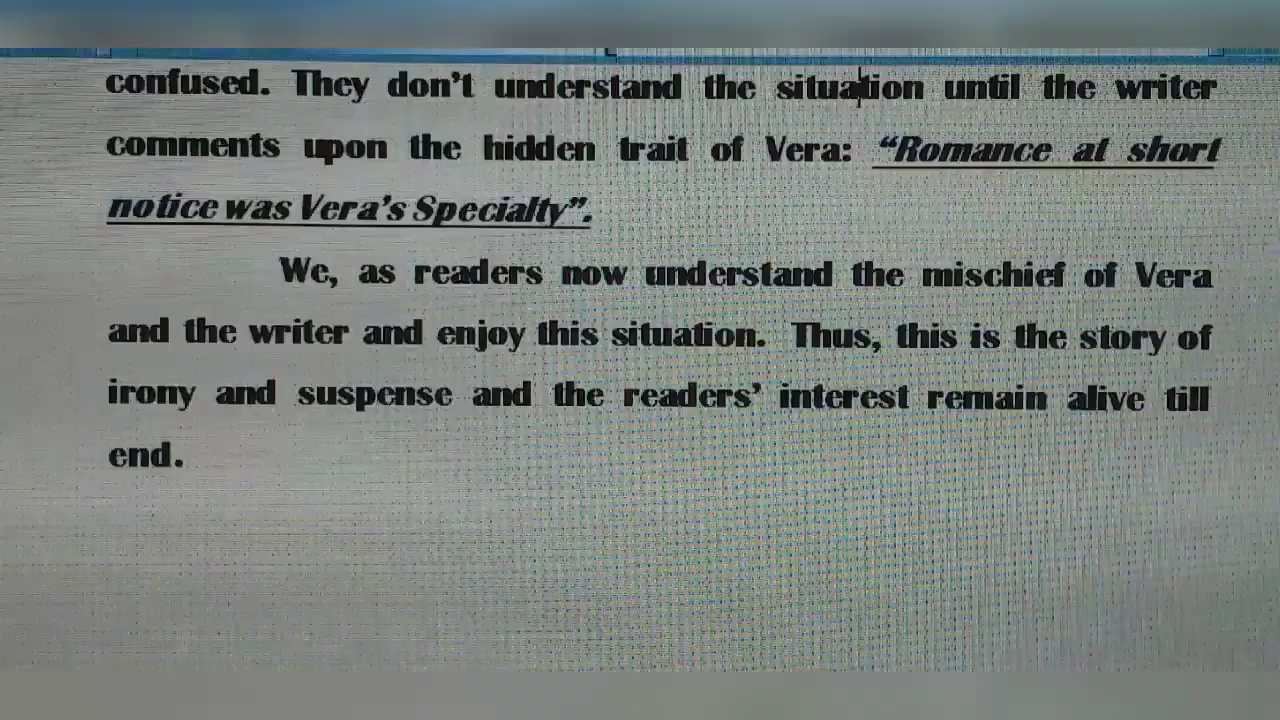 confused. They don't understand the situation until the writer
comments upon the hidden trait of Vera: “Romance at short
notice was Vera's Specialty”.
We, as readers now understand the mischief of Vera
and the writer and enjoy this situation. Thus, this is the story of
irony and suspense and the readers' interest remain alive till
end.